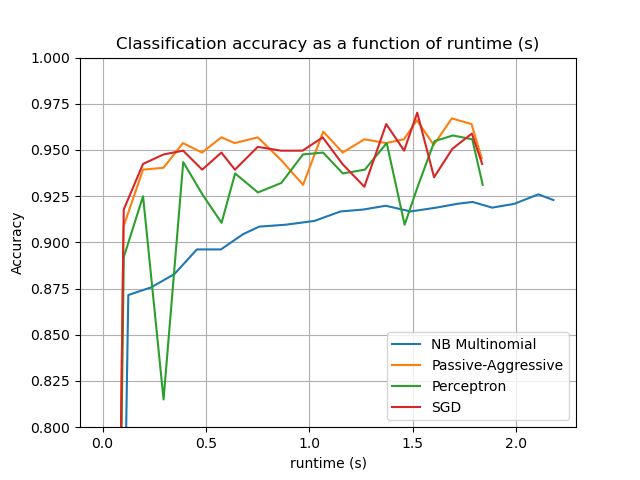 Classification accuracy as a function of runtime (s)
1.000
0.975
0.950
0.925
0.900
0.875
0.850
0.825
0.800
Accuracy
NB Multinomial
Passive-Aggressive
Perceptron
SGD
0.0 0.5 1.0 1.5 2.0
runtime (s)